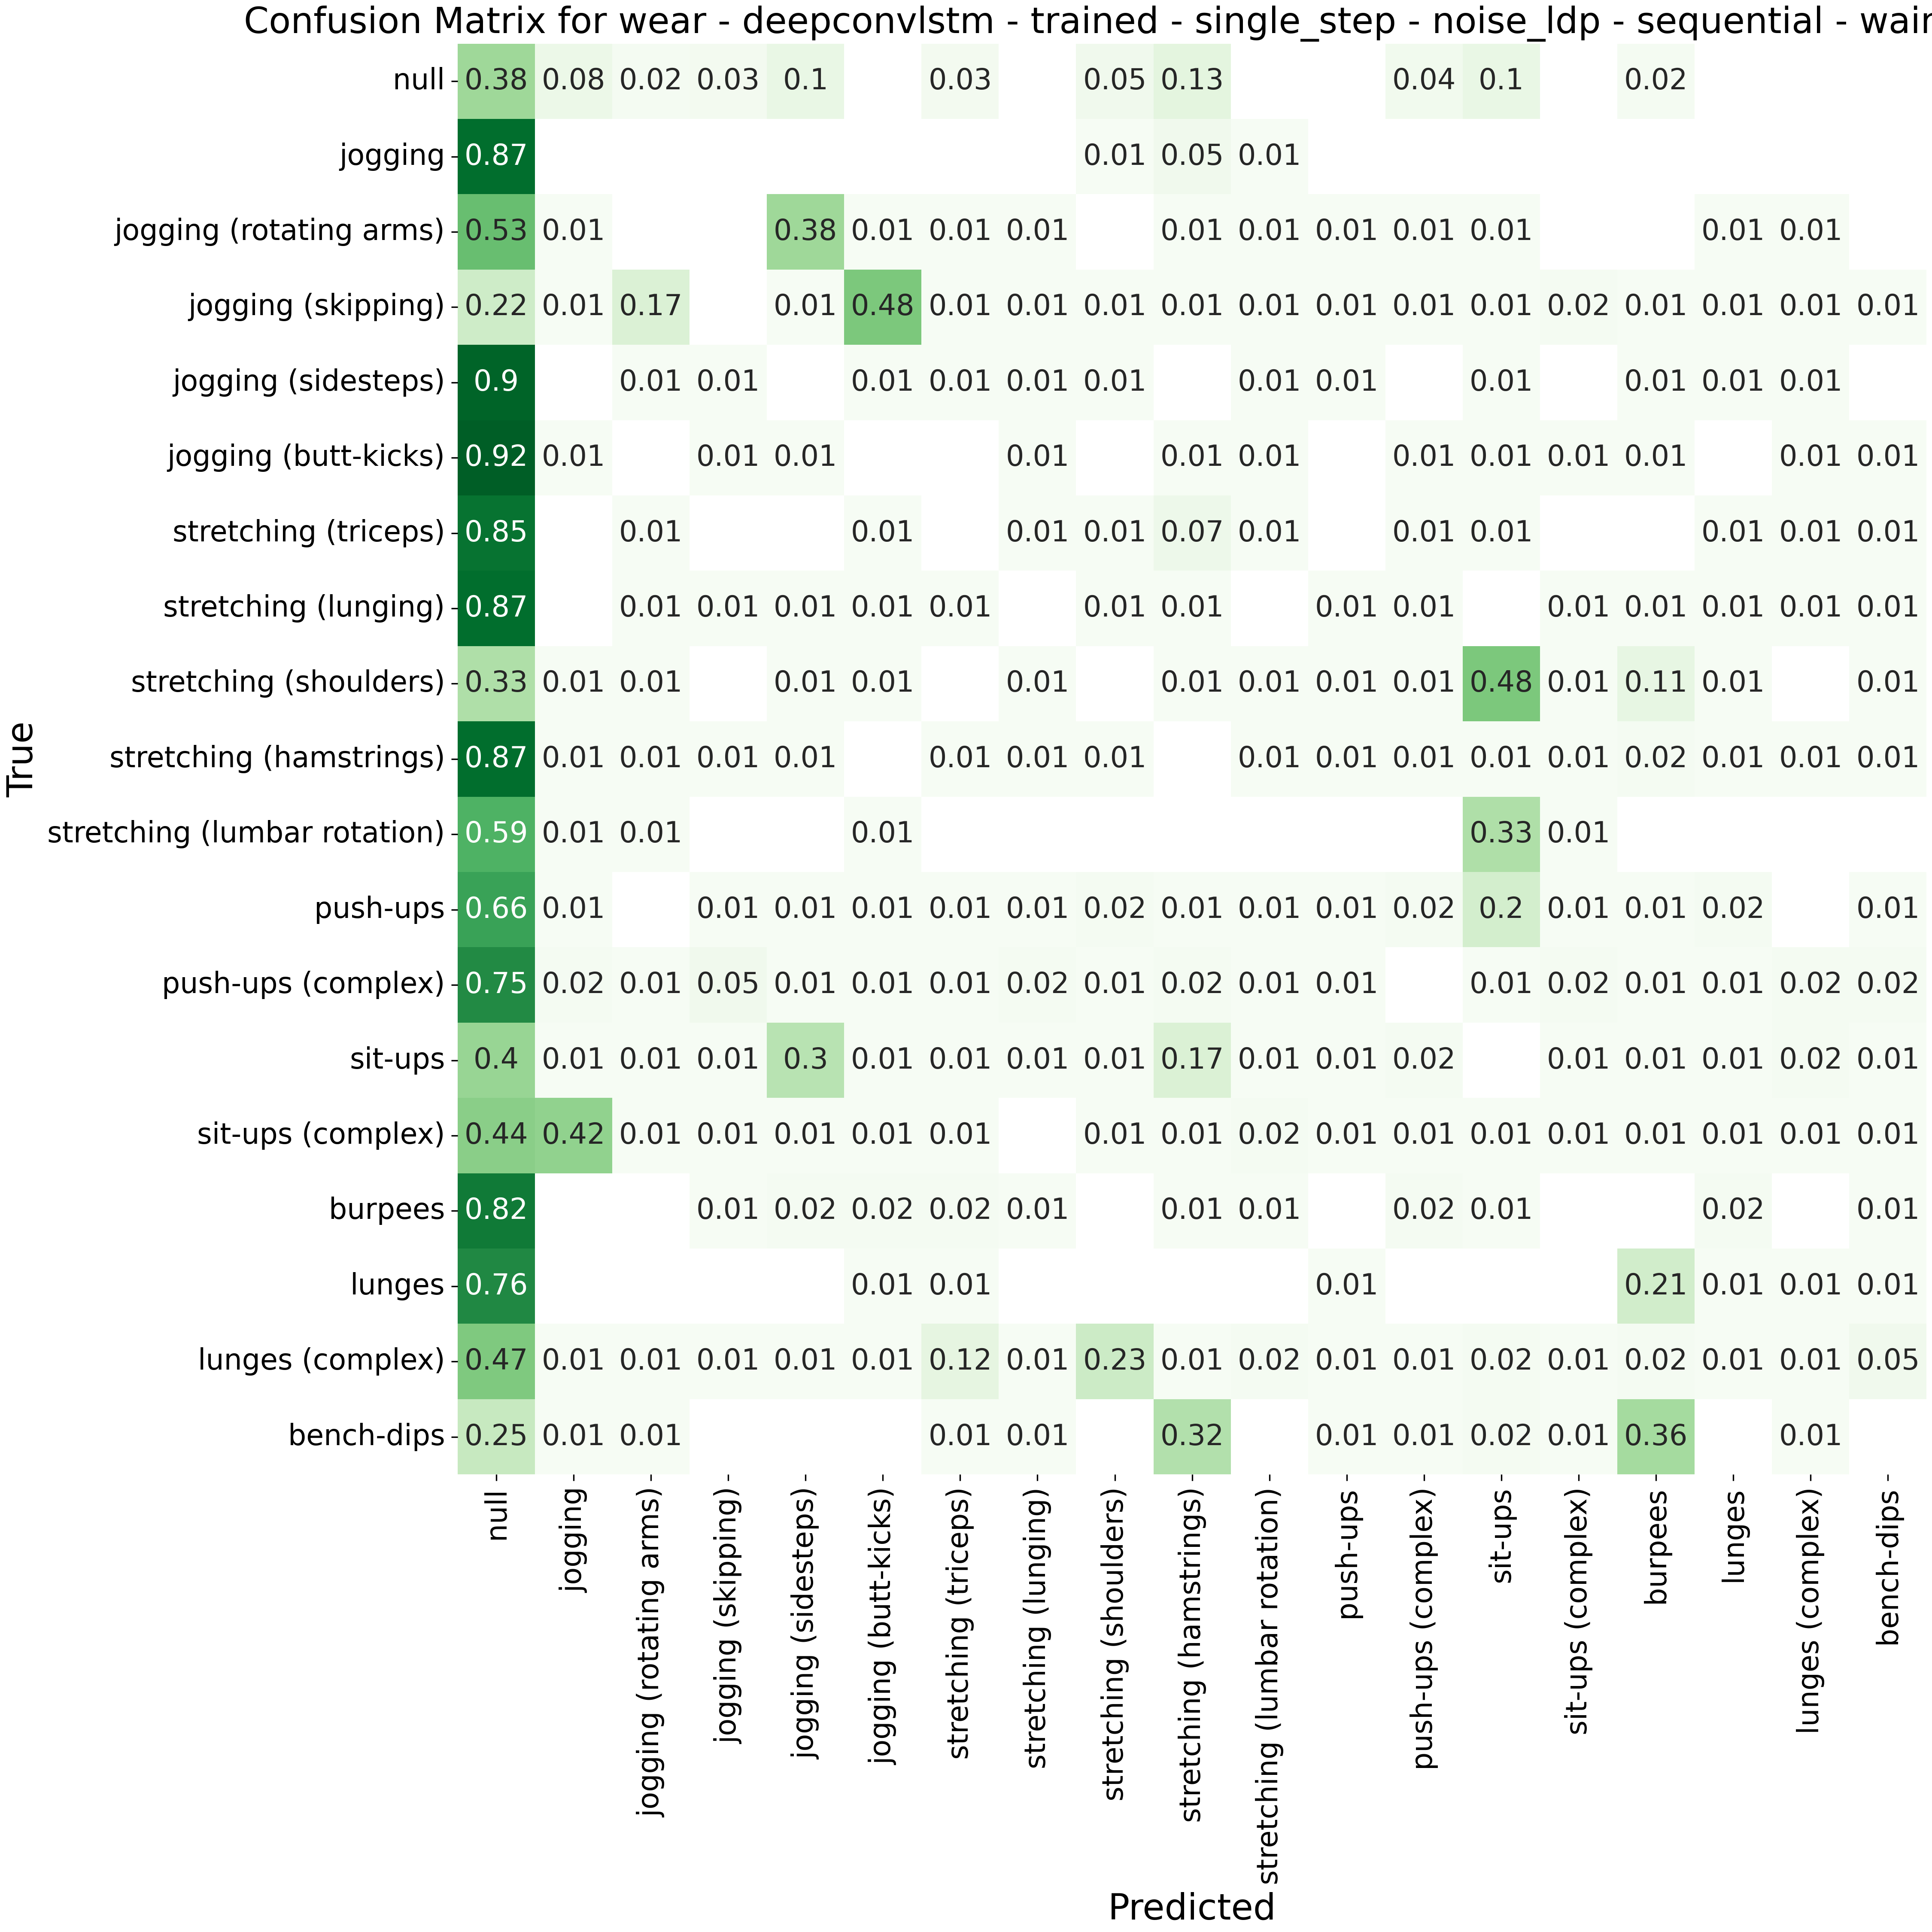 Confusion Matrix for wear - deepconvlstm - trained - single_step - noise_ldp - sequential -
null 0.38 0.08 0.02 0.03 0.1 0.03 0.05 0.13 0.04 0.1 0.02
jogging 0.87 0.01 0.05 0.01
jogging (rotating arms) 0.53 0.01 0.38 0.01 0.01 0.01 0.01 0.01 0.01 0.01 0.01 0.01 0.01
jogging (skipping) 0.22 0.01 0.17 0.01 0.48 0.01 0.01 0.01 0.01 0.01 0.01 0.01 0.01 0.02 0.01 0.01 0.01 0.01
jogging (sidesteps) 0.9 0.01 0.01 0.01 0.01 0.01 0.01 0.01 0.01 0.01 0.01 0.01 0.01
jogging (butt-kicks) 0.92 0.01 0.01 0.01 0.01 0.01 0.01 0.01 0.01 0.01 0.01 0.01 0.01
stretching (triceps) 0.85 0.01 0.01 0.01 0.01 0.07 0.01 0.01 0.01 0.01 0.01 0.01
stretching (lunging) 0.87 0.01 0.01 0.01 0.01 0.01 0.01 0.01 0.01 0.01 0.01 0.01 0.01 0.01 0.01
stretching (shoulders) 0.33 0.01 0.01 0.01 0.01 0.01 0.01 0.01 0.01 0.01 0.48 0.01 0.11 0.01 0.01
stretching (hamstrings) 0.87 0.01 0.01 0.01 0.01 0.01 0.01 0.01 0.01 0.01 0.01 0.01 0.01 0.02 0.01 0.01 0.01
stretching (lumbar rotation) 0.59 0.01 0.01 0.01 0.33 0.01
push-ups 0.66 0.01 0.01 0.01 0.01 0.01 0.01 0.02 0.01 0.01 0.01 0.02 0.2 0.01 0.01 0.02 0.01
push-ups (complex) 0.75 0.02 0.01 0.05 0.01 0.01 0.01 0.02 0.01 0.02 0.01 0.01 0.01 0.02 0.01 0.01 0.02 0.02
sit-ups 0.4 0.01 0.01 0.01 0.3 0.01 0.01 0.01 0.01 0.17 0.01 0.01 0.02 0.01 0.01 0.01 0.02 0.01
sit-ups (complex) 0.44 0.42 0.01 0.01 0.01 0.01 0.01 0.01 0.01 0.02 0.01 0.01 0.01 0.01 0.01 0.01 0.01 0.01
burpees 0.82 0.01 0.02 0.02 0.02 0.01 0.01 0.01 0.02 0.01 0.02 0.01
lunges 0.76 0.01 0.01 0.01 0.21 0.01 0.01 0.01
lunges (complex) 0.47 0.01 0.01 0.01 0.01 0.01 0.12 0.01 0.23 0.01 0.02 0.01 0.01 0.02 0.01 0.02 0.01 0.01 0.05
bench-dips 0.25 0.01 0.01 0.01 0.01 0.32 0.01 0.01 0.02 0.01 0.36 0.01
True
null
jogging
jogging (rotating arms)
jogging (skipping)
jogging (sidesteps)
jogging (butt-kicks)
stretching (triceps)
stretching (lunging)
stretching (shoulders)
stretching (hamstrings)
stretching (lumbar rotation)
push-ups
push-ups (complex)
sit-ups
sit-ups (complex)
burpees
lunges
lunges (complex)
bench-dips
Predicted